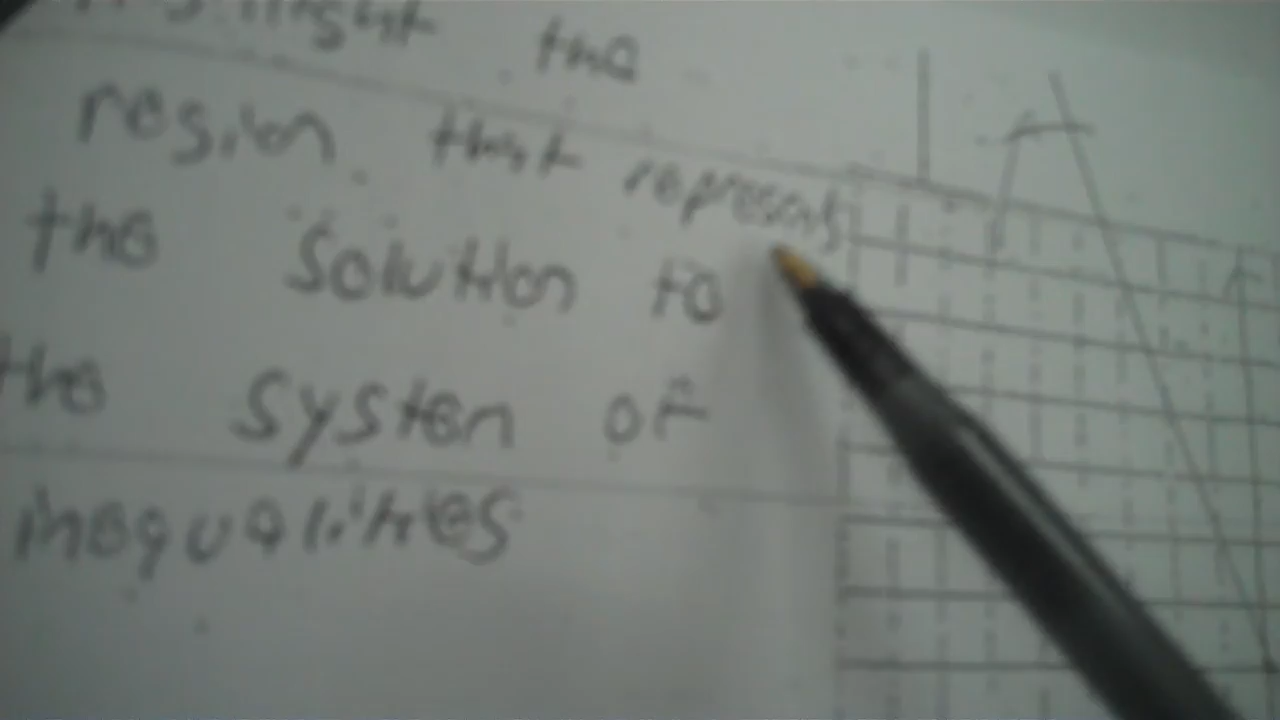 the
region that represents
the solution to
the system of
inequalities